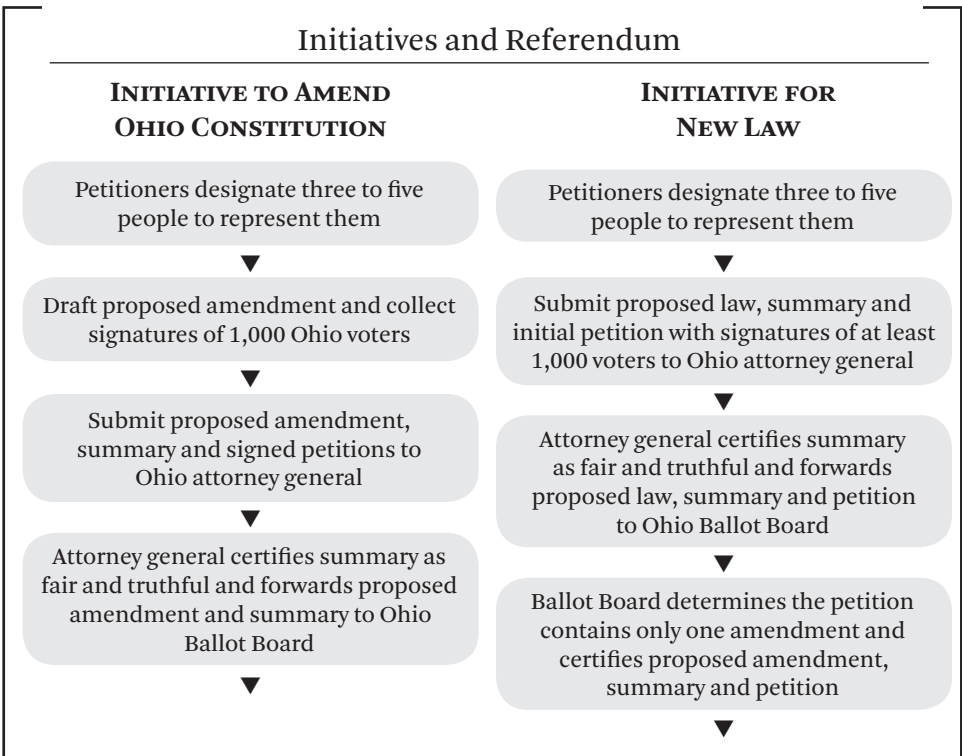 Initiatives and Referendum
INITIATIVE TO AMEND
OHIO CONSTITUTION
Petitioners designate three to five
people to represent them
Draft proposed amendment and collect
signatures of 1,000 Ohio voters
Submit proposed amendment,
summary and signed petitions to
Ohio attorney general
Attorney general certifies summary as
fair and truthful and forwards proposed
amendment and summary to Ohio
Ballot Board
INITIATIVE FOR
NEW LAW
Petitioners designate three to five
people to represent them
Submit proposed law, summary and
initial petition with signatures of at least
1,000 voters to Ohio attorney general
Attorney general certifies summary
as fair and truthful and forwards
proposed law, summary and petition
to Ohio Ballot Board
Ballot Board determines the petition
contains only one amendment and
certifies proposed amendment,
summary and petition